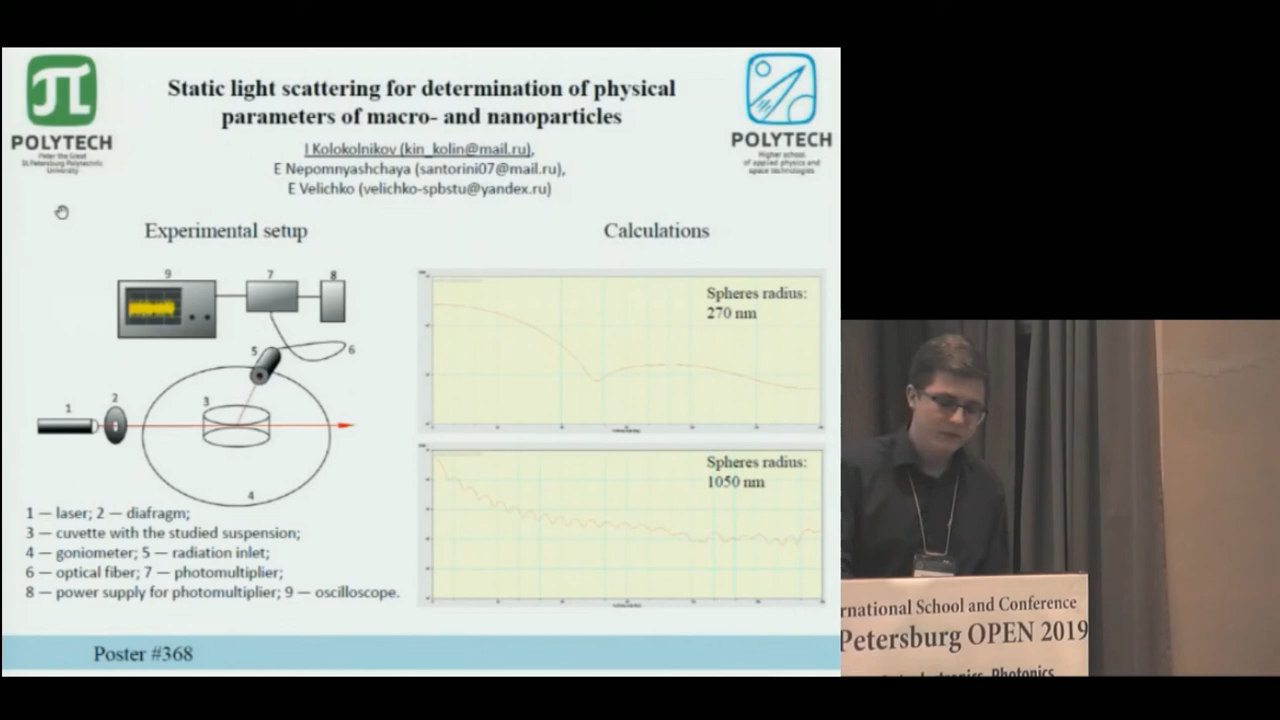 POLYTECH
Peter the Great
St.Petersburg Polytechnic
University
Static light scattering for determination of physical
parameters of macro- and nanoparticles
I Kolokolnikov (kin_kolin@mail.ru),
E Nepomnyashchaya (santorini07@mail.ru),
E Velichko (velichko-spbstu@yandex.ru)
POLYTECH
Higher school
of applied physics and
space technologies
Experimental setup
9
7
8
5
6
1
2
3
4
1 — laser; 2 — diafragm;
3 — cuvette with the studied suspension;
4 — goniometer; 5 — radiation inlet;
6 — optical fiber; 7 — photomultiplier;
8 — power supply for photomultiplier; 9 — oscilloscope.
Calculations
Spheres radius:
270 nm
Spheres radius:
1050 nm
Poster #368
rnational School and Conference
Petersburg OPEN 2019
Photonics